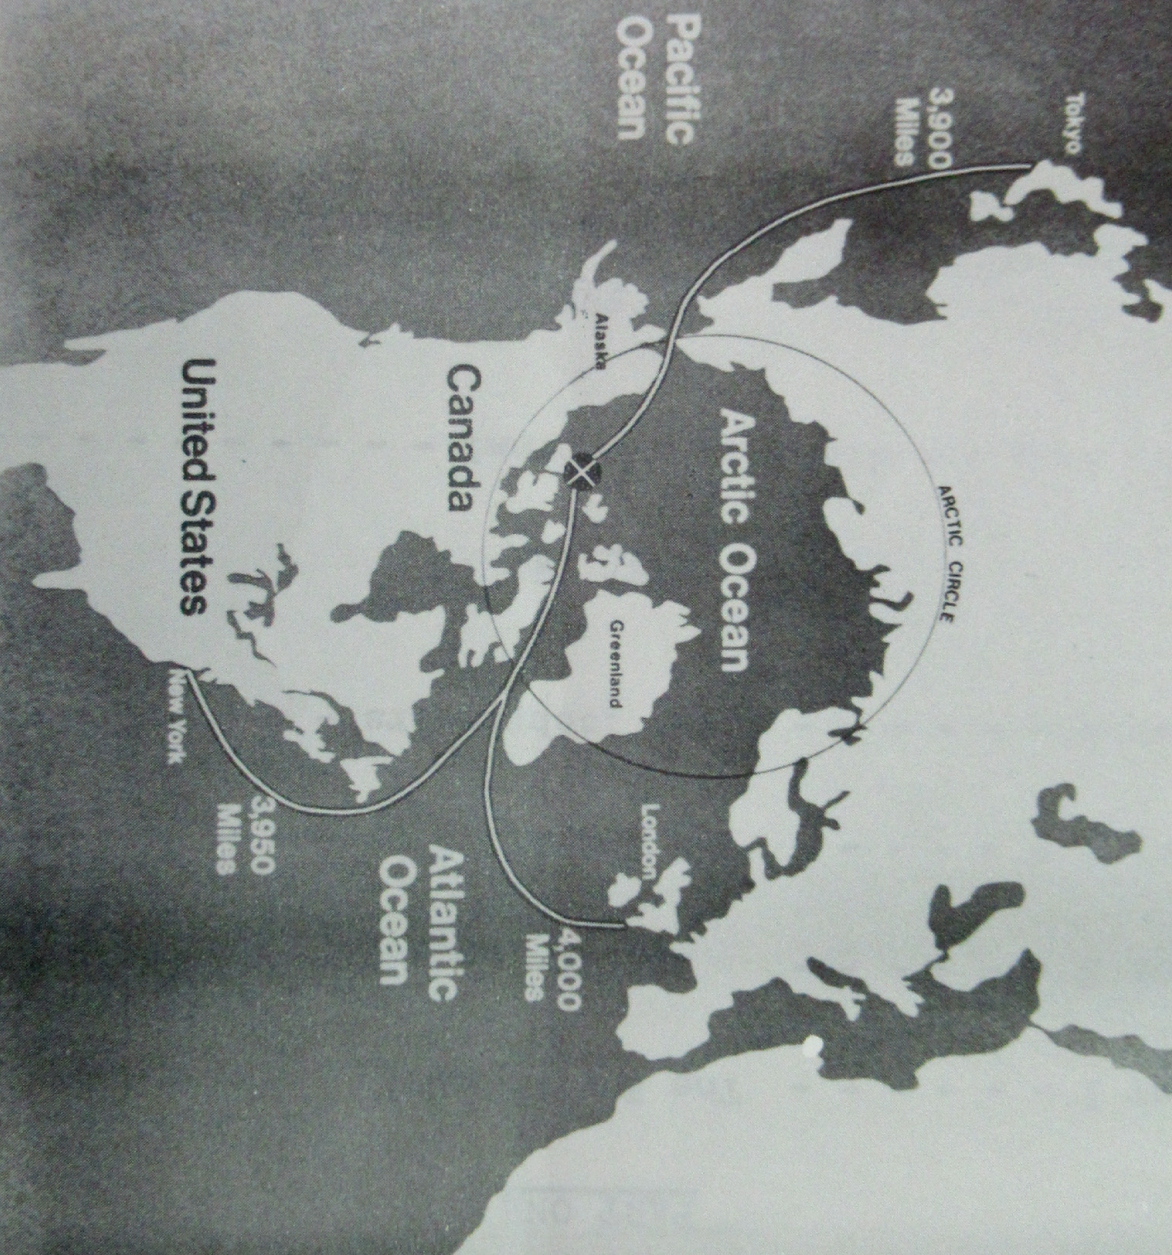 Tokyo
3,900
Miles
Pacific
Ocean
ARCTIC CIRCLE
Arctic Ocean
Alaska
Canada
United States
Greenland
London
4,000
Miles
Atlantic
Ocean
3,950
Miles
New York